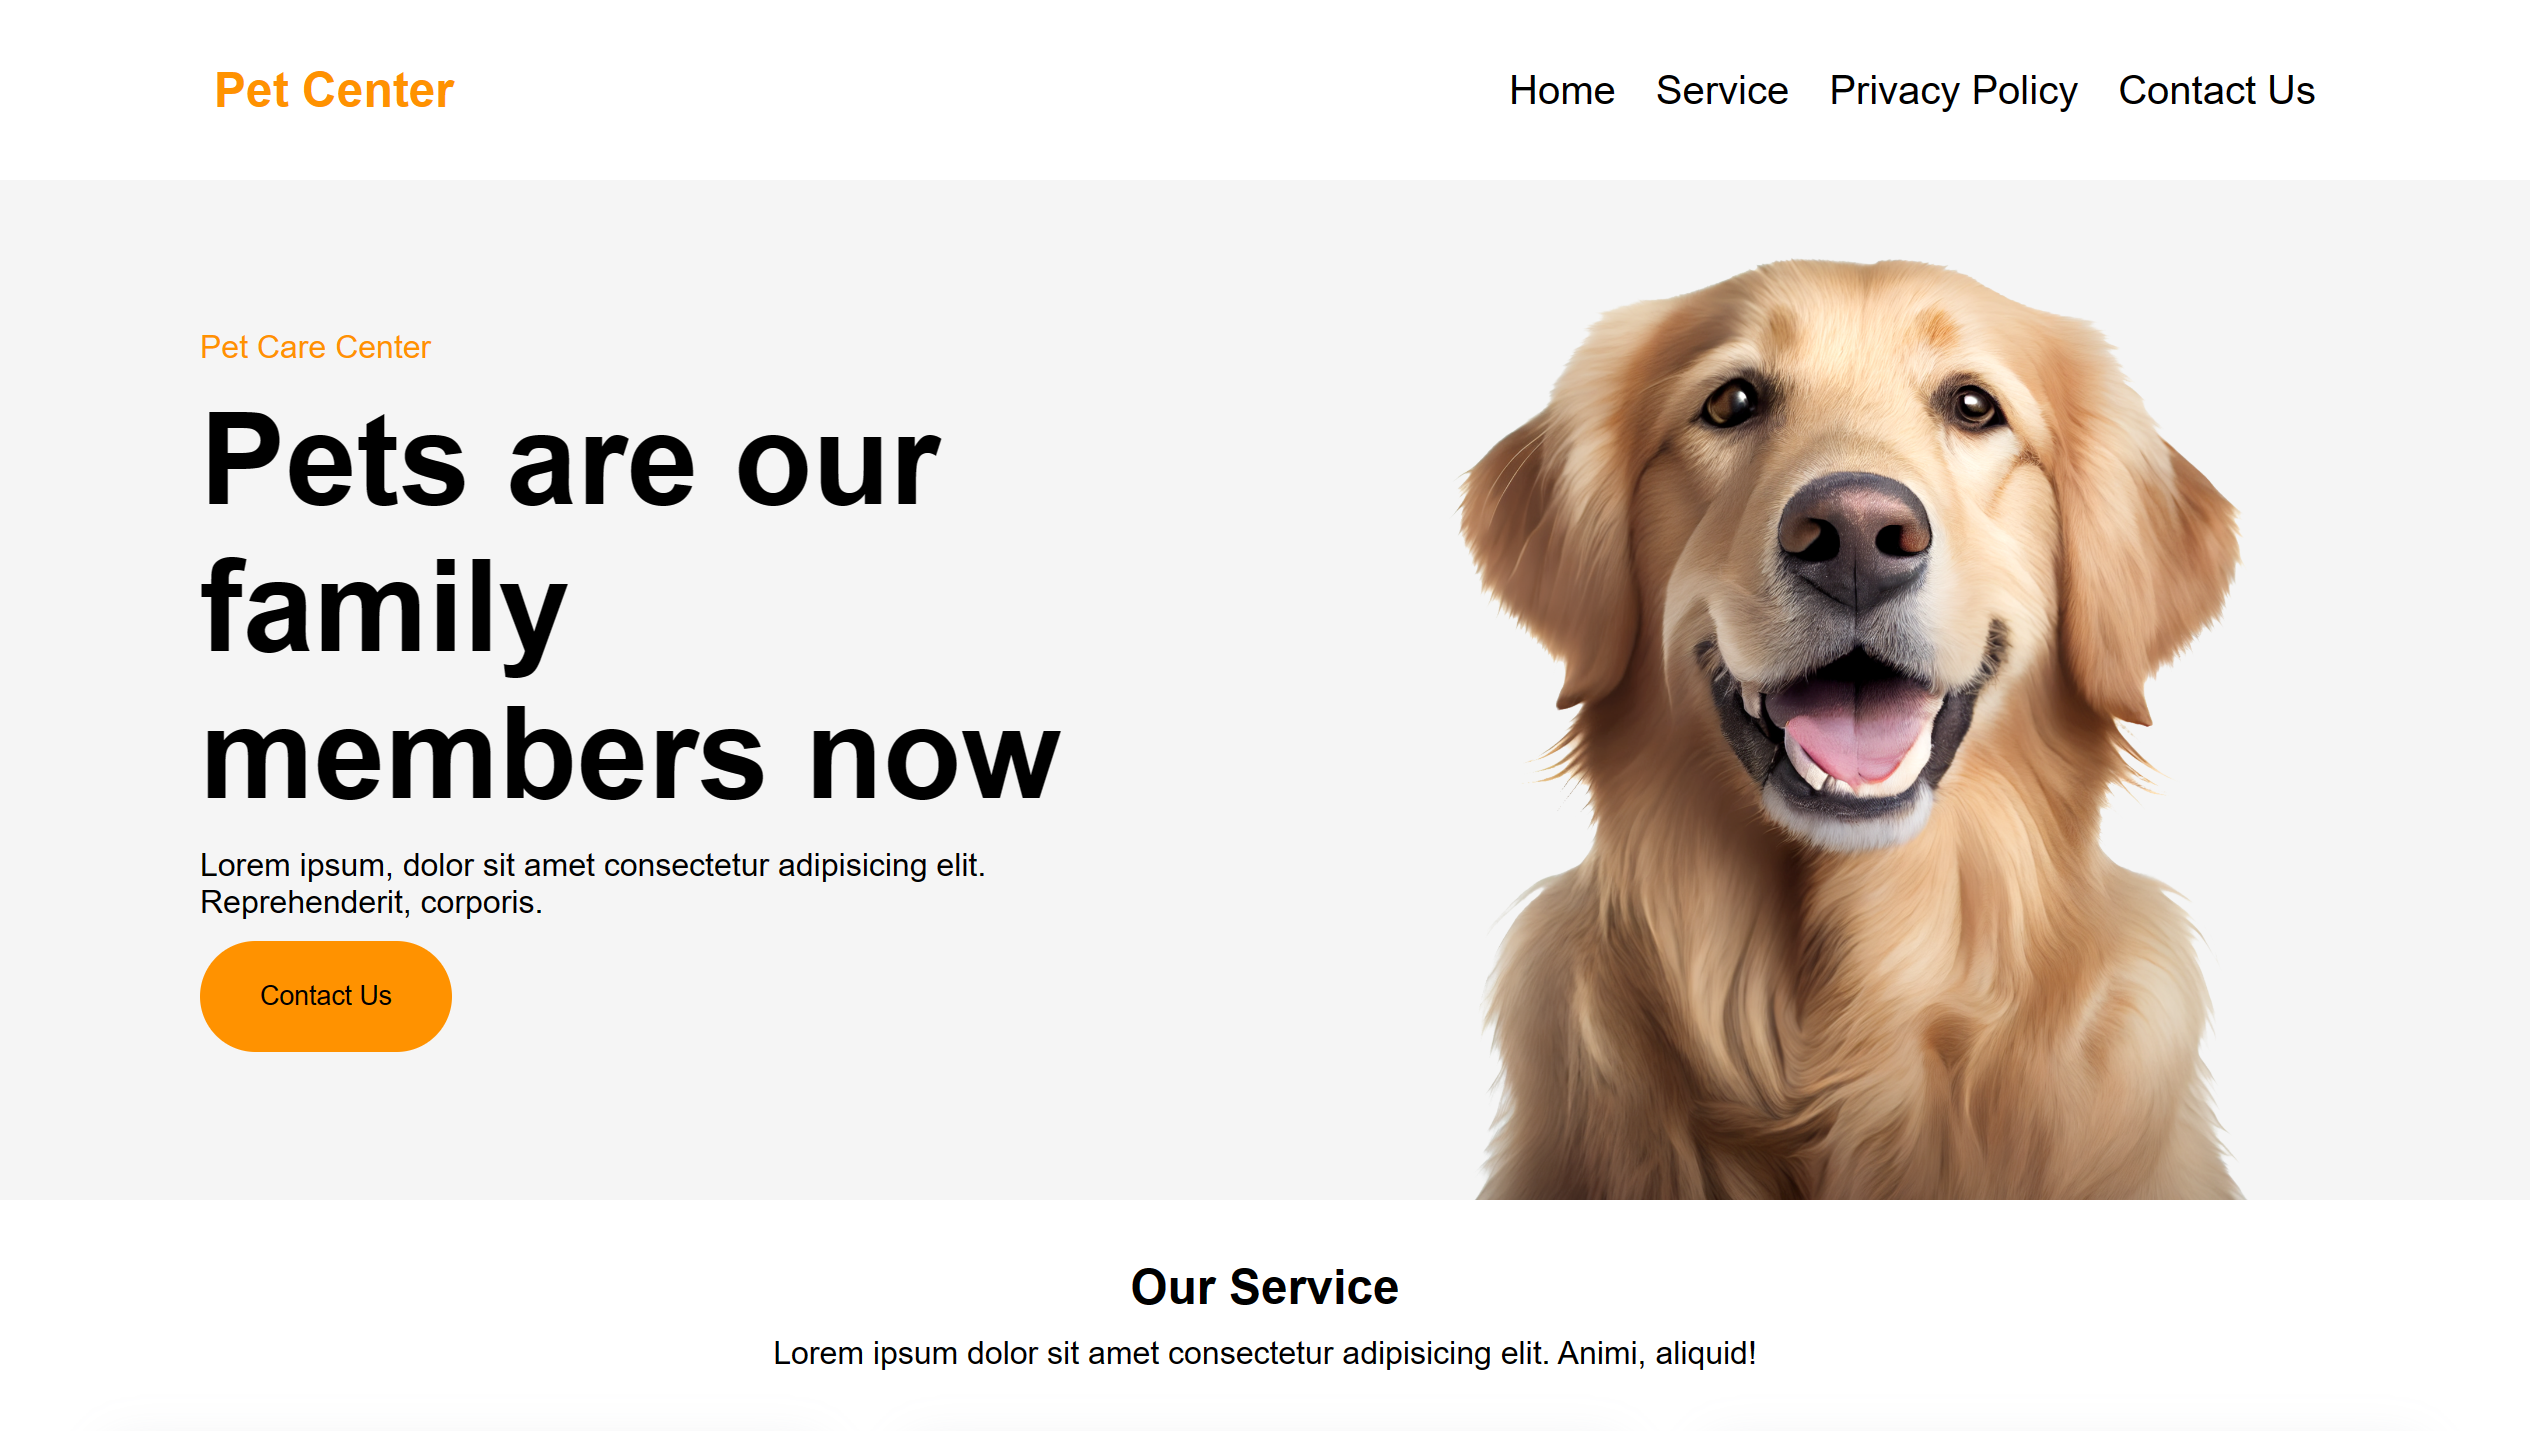 Pet Center
Home Service Privacy Policy Contact Us
Pet Care Center
Pets are our
family
members now
Lorem ipsum, dolor sit amet consectetur adipisicing elit.
Reprehenderit, corporis.
Contact Us
Our Service
Lorem ipsum dolor sit amet consectetur adipisicing elit. Animi, aliquid!